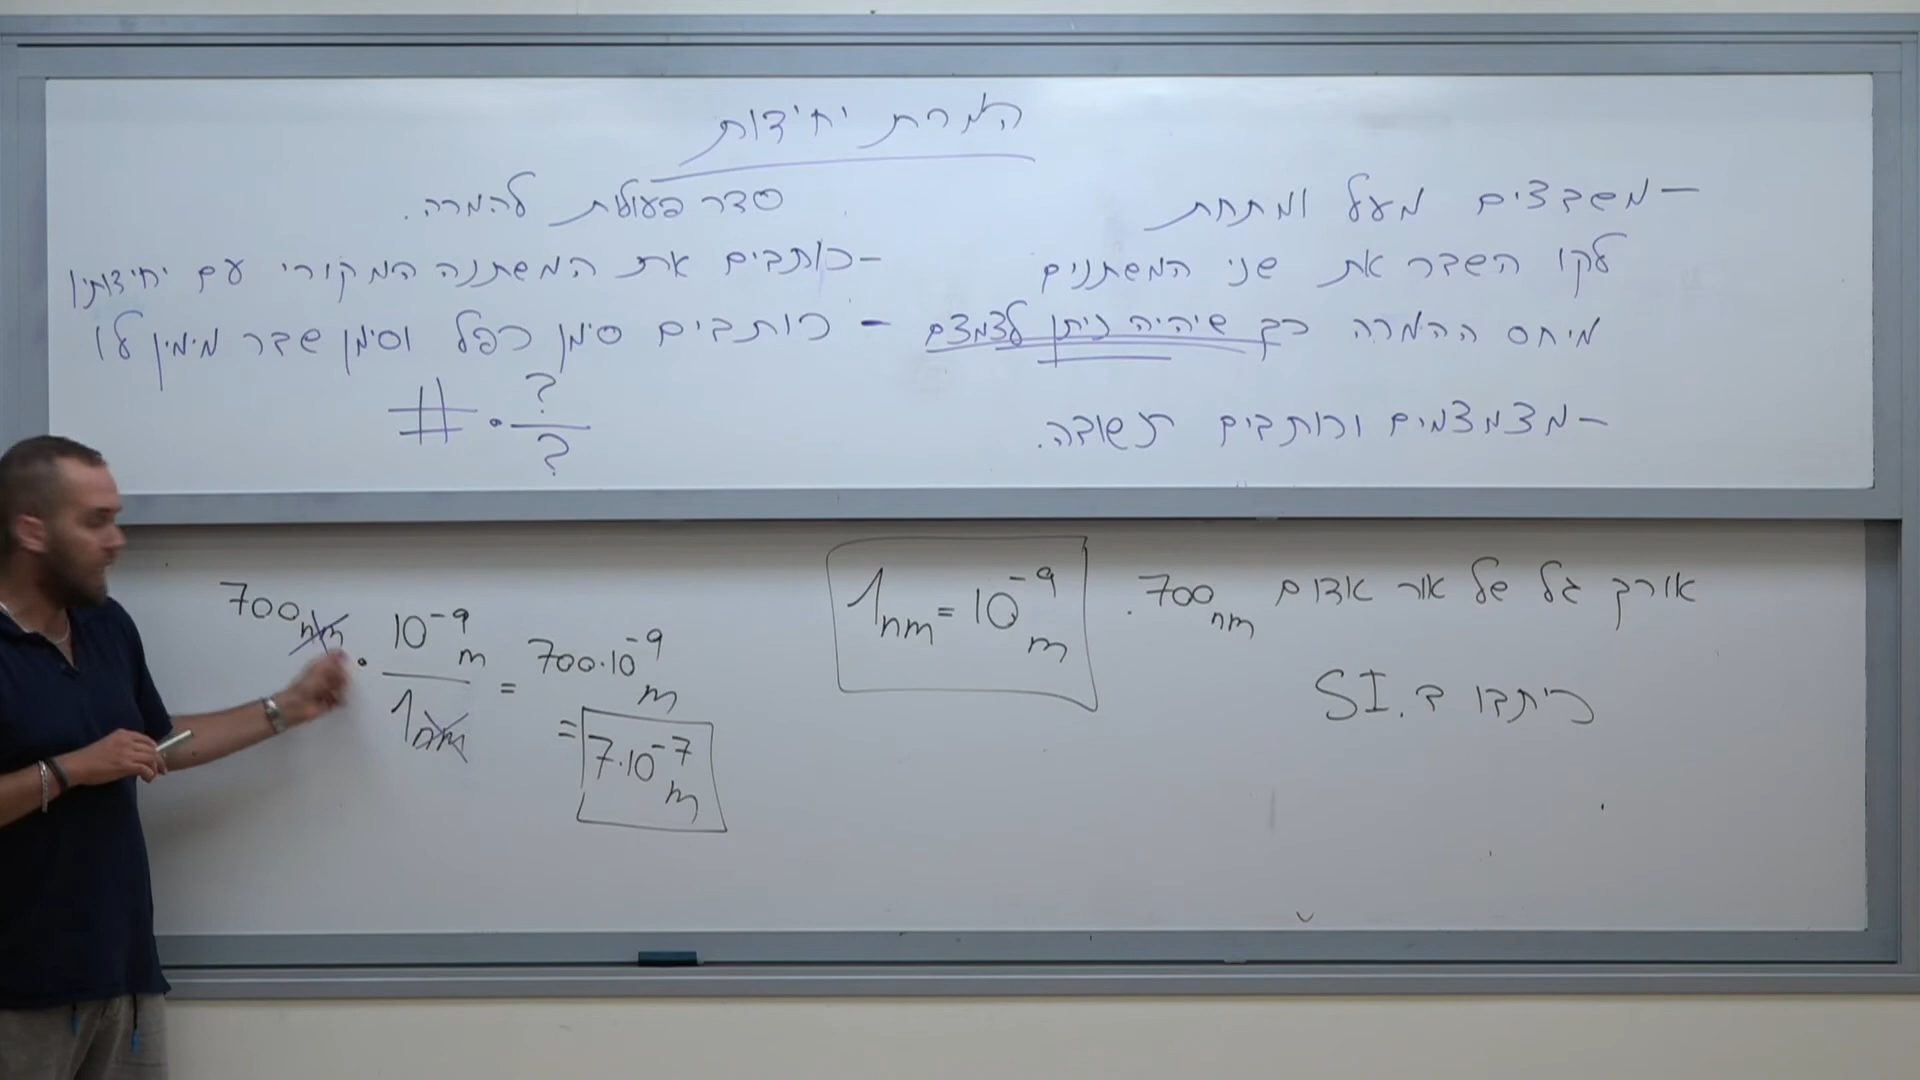 המרת יחידות
סדר פעולות להמרה.
-כותבים את המשתנה המקורי עם יחידותיו
- כותבים סימן כפל וסימן שבר מימין לו
# · ?/?
-משבצים מעל ומתחת
לקו השבר את שני המשתנים
מיחס ההמרה כך שיהיה ניתן לצמצם
-מצמצמים וכותבים תשובה.
אורך גל של אור אדום 700nm.
כיתבו ב SI.
1nm = 10⁻⁹ m
700nm · 10⁻⁹ m / 1nm = 700·10⁻⁹ m
= 7·10⁻⁷ m